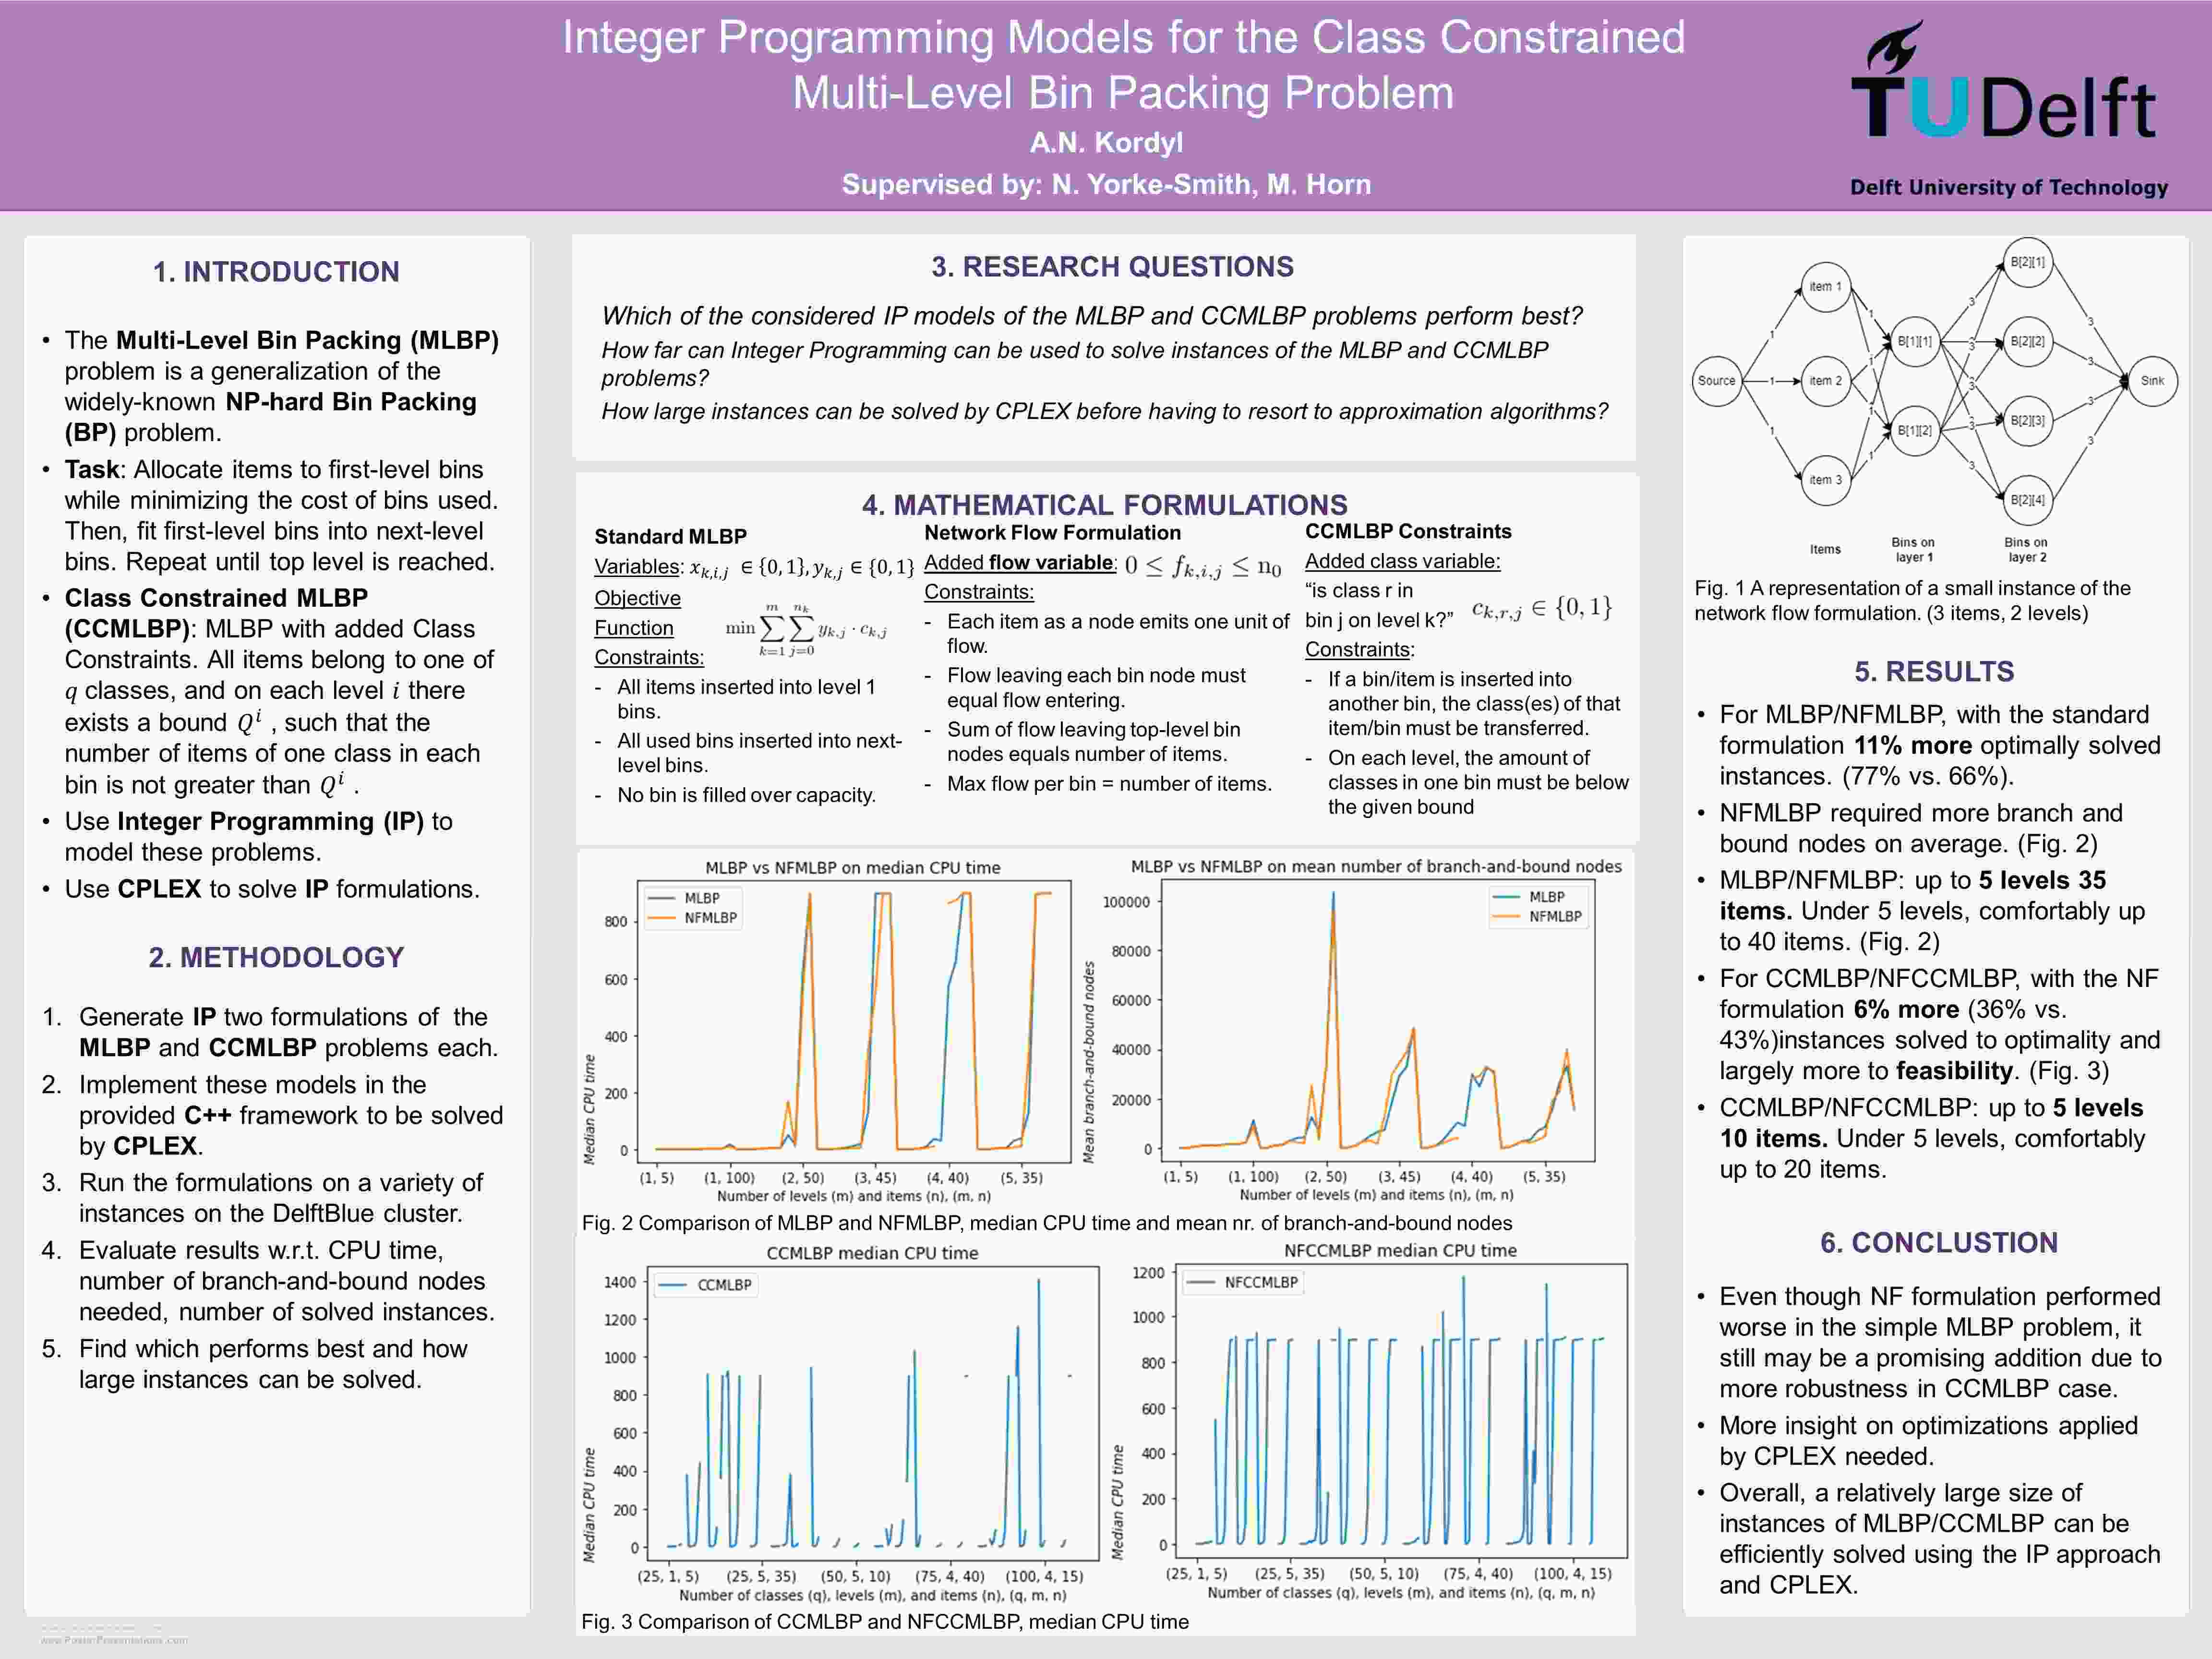 Integer Programming Models for the Class Constrained
Multi-Level Bin Packing Problem
A.N. Kordyl
Supervised by: N. Yorke-Smith, M. Horn
TUDelft
Delft University of Technology
1. INTRODUCTION
• The Multi-Level Bin Packing (MLBP)
problem is a generalization of the
widely-known NP-hard Bin Packing
(BP) problem.
• Task: Allocate items to first-level bins
while minimizing the cost of bins used.
Then, fit first-level bins into next-level
bins. Repeat until top level is reached.
• Class Constrained MLBP
(CCMLBP): MLBP with added Class
Constraints. All items belong to one of
q classes, and on each level i there
exists a bound Q^i , such that the
number of items of one class in each
bin is not greater than Q^i .
• Use Integer Programming (IP) to
model these problems.
• Use CPLEX to solve IP formulations.
2. METHODOLOGY
1. Generate IP two formulations of the
MLBP and CCMLBP problems each.
2. Implement these models in the
provided C++ framework to be solved
by CPLEX.
3. Run the formulations on a variety of
instances on the DelftBlue cluster.
4. Evaluate results w.r.t. CPU time,
number of branch-and-bound nodes
needed, number of solved instances.
5. Find which performs best and how
large instances can be solved.
www.PosterPresentations.com
3. RESEARCH QUESTIONS
Which of the considered IP models of the MLBP and CCMLBP problems perform best?
How far can Integer Programming can be used to solve instances of the MLBP and CCMLBP
problems?
How large instances can be solved by CPLEX before having to resort to approximation algorithms?
4. MATHEMATICAL FORMULATIONS
Standard MLBP
Variables: x_{k,i,j} ∈ {0,1}, y_{k,j} ∈ {0,1}
Objective
Function
min ∑_{k=1}^{m} ∑_{j=0}^{n_k} y_{k,j} · c_{k,j}
Constraints:
- All items inserted into level 1
bins.
- All used bins inserted into next-
level bins.
- No bin is filled over capacity.
Network Flow Formulation
Added flow variable: 0 ≤ f_{k,i,j} ≤ n_0
Constraints:
- Each item as a node emits one unit of
flow.
- Flow leaving each bin node must
equal flow entering.
- Sum of flow leaving top-level bin
nodes equals number of items.
- Max flow per bin = number of items.
CCMLBP Constraints
Added class variable:
“is class r in
bin j on level k?” c_{k,r,j} ∈ {0, 1}
Constraints:
- If a bin/item is inserted into
another bin, the class(es) of that
item/bin must be transferred.
- On each level, the amount of
classes in one bin must be below
the given bound
MLBP vs NFMLBP on median CPU time
MLBP
NFMLBP
Median CPU time
800
600
400
200
0
(1, 5) (1, 100) (2, 50) (3, 45) (4, 40) (5, 35)
Number of levels (m) and items (n), (m, n)
MLBP vs NFMLBP on mean number of branch-and-bound nodes
MLBP
NFMLBP
Mean branch-and-bound nodes
100000
80000
60000
40000
20000
0
(1, 5) (1, 100) (2, 50) (3, 45) (4, 40) (5, 35)
Number of levels (m) and items (n), (m, n)
Fig. 2 Comparison of MLBP and NFMLBP, median CPU time and mean nr. of branch-and-bound nodes
CCMLBP median CPU time
CCMLBP
Median CPU time
1400
1200
1000
800
600
400
200
0
(25, 1, 5) (25, 5, 35) (50, 5, 10) (75, 4, 40) (100, 4, 15)
Number of classes (q), levels (m), and items (n), (q, m, n)
NFCCMLBP median CPU time
NFCCMLBP
Median CPU time
1200
1000
800
600
400
200
0
(25, 1, 5) (25, 5, 35) (50, 5, 10) (75, 4, 40) (100, 4, 15)
Number of classes (q), levels (m), and items (n), (q, m, n)
Fig. 3 Comparison of CCMLBP and NFCCMLBP, median CPU time
Source
item 1
item 2
item 3
B[1][1]
B[1][2]
B[2][1]
B[2][2]
B[2][3]
B[2][4]
Sink
1 1 1
1 1 1 1
3 3 3 3 3 3 3
3 3 3 3
Items
Bins on
layer 1
Bins on
layer 2
Fig. 1 A representation of a small instance of the
network flow formulation. (3 items, 2 levels)
5. RESULTS
• For MLBP/NFMLBP, with the standard
formulation 11% more optimally solved
instances. (77% vs. 66%).
• NFMLBP required more branch and
bound nodes on average. (Fig. 2)
• MLBP/NFMLBP: up to 5 levels 35
items. Under 5 levels, comfortably up
to 40 items. (Fig. 2)
• For CCMLBP/NFCCMLBP, with the NF
formulation 6% more (36% vs.
43%)instances solved to optimality and
largely more to feasibility. (Fig. 3)
• CCMLBP/NFCCMLBP: up to 5 levels
10 items. Under 5 levels, comfortably
up to 20 items.
6. CONCLUSTION
• Even though NF formulation performed
worse in the simple MLBP problem, it
still may be a promising addition due to
more robustness in CCMLBP case.
• More insight on optimizations applied
by CPLEX needed.
• Overall, a relatively large size of
instances of MLBP/CCMLBP can be
efficiently solved using the IP approach
and CPLEX.